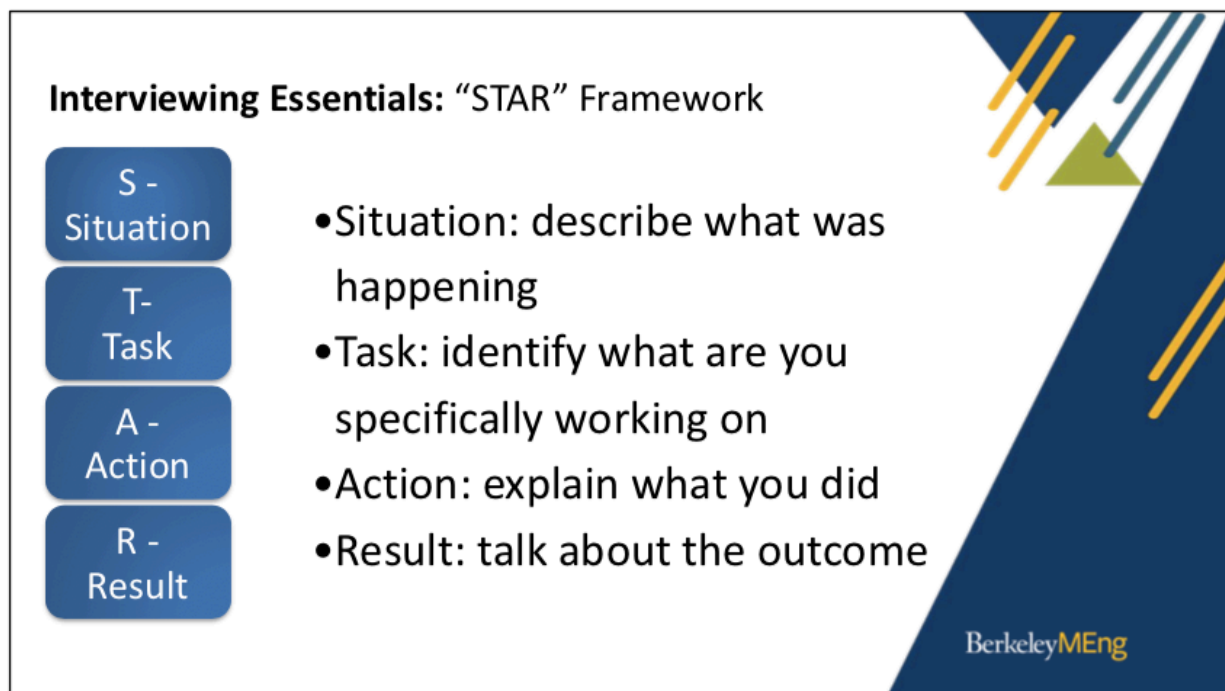 Interviewing Essentials: “STAR” Framework
S -
Situation
T-
Task
A -
Action
R -
Result
•Situation: describe what was
happening
•Task: identify what are you
specifically working on
•Action: explain what you did
•Result: talk about the outcome
BerkeleyMEng